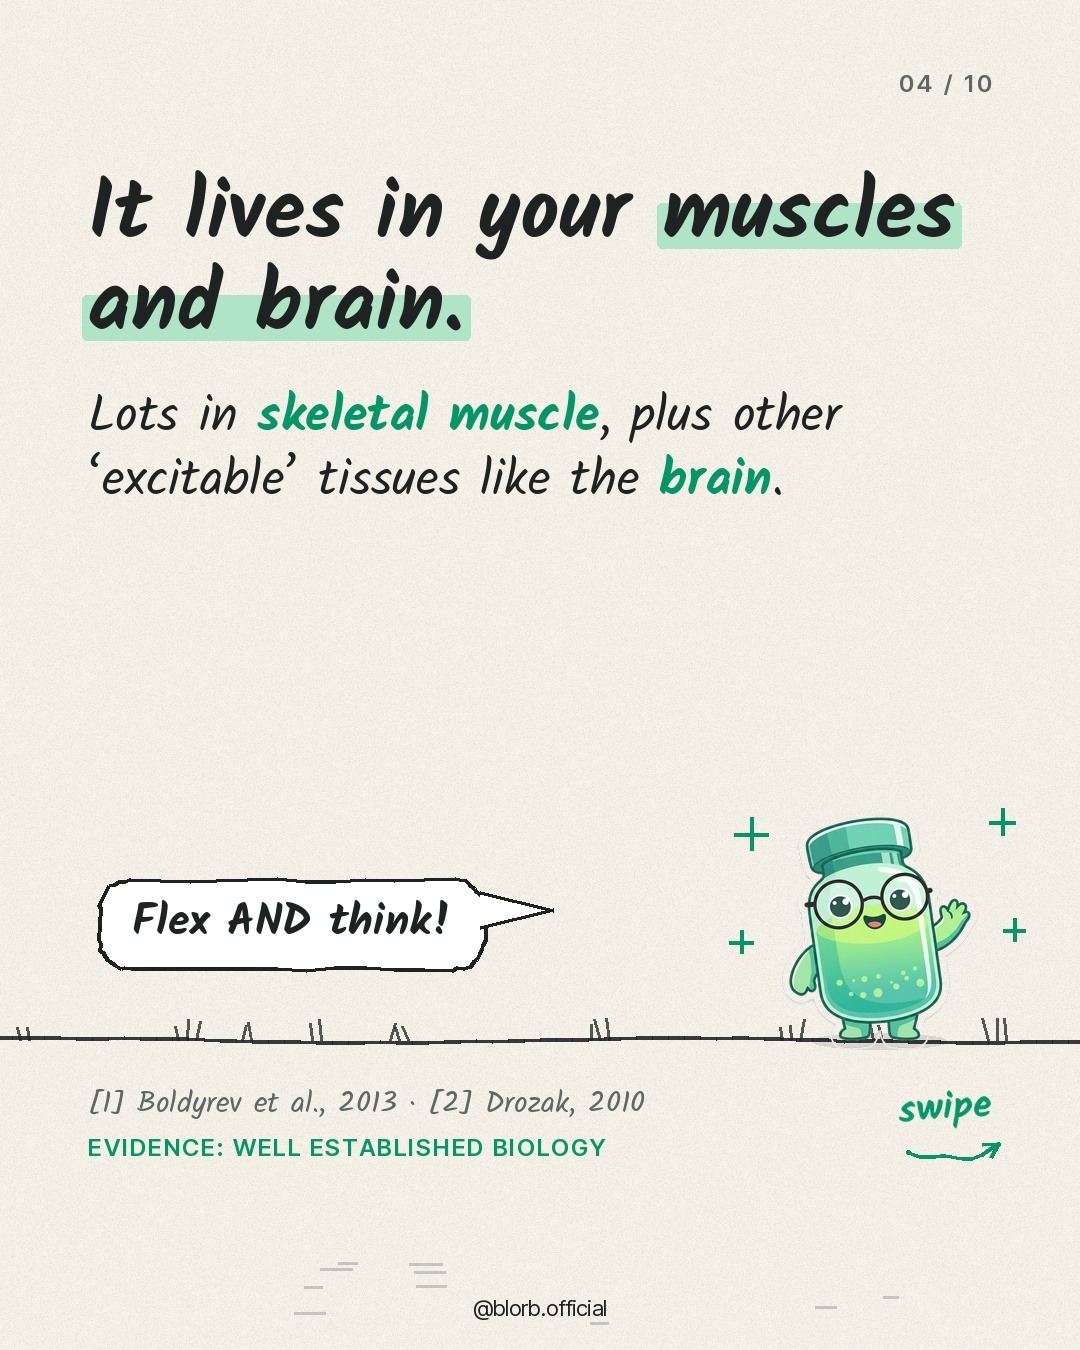 04 / 10
It lives in your muscles
and brain.
Lots in skeletal muscle, plus other
‘excitable’ tissues like the brain.
Flex AND think!
[1] Boldyrev et al., 2013 · [2] Drozak, 2010
EVIDENCE: WELL ESTABLISHED BIOLOGY
swipe
@blorb.official